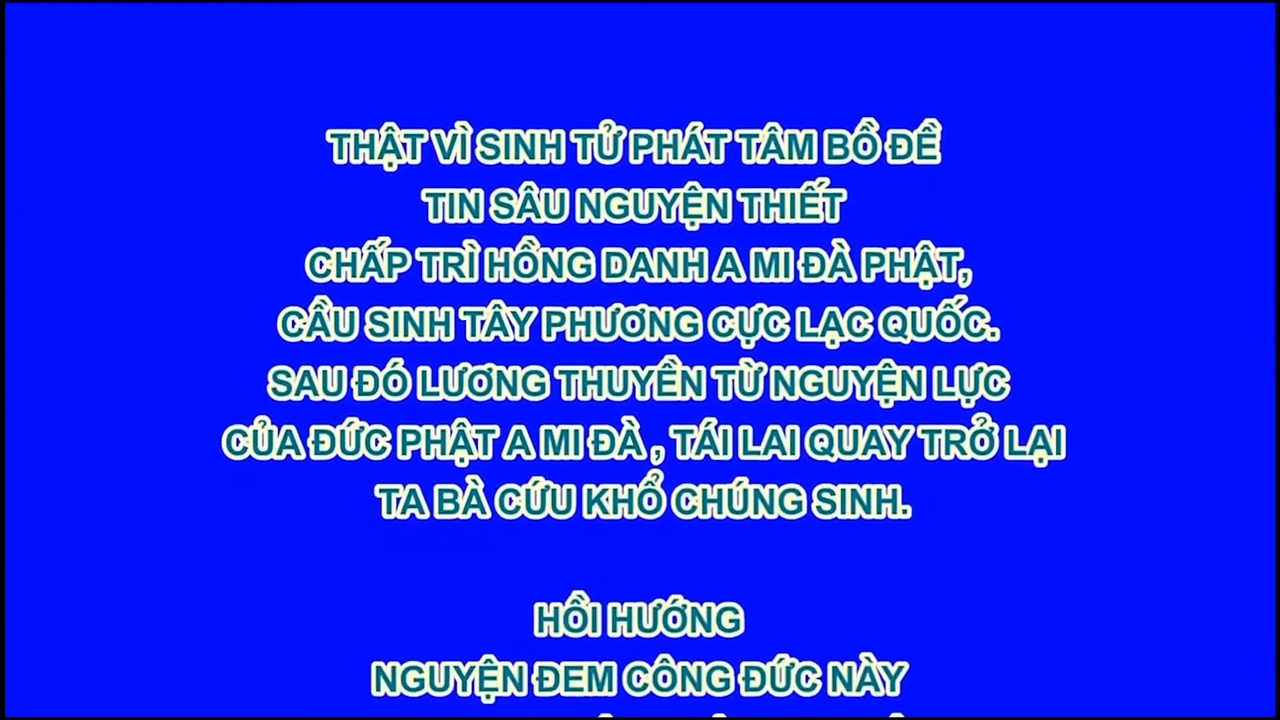 THẬT VÌ SINH TỬ PHÁT TÂM BỒ ĐỀ
TIN SÂU NGUYỆN THIẾT
CHẤP TRÌ HỒNG DANH A MI ĐÀ PHẬT,
CẦU SINH TÂY PHƯƠNG CỰC LẠC QUỐC.
SAU ĐÓ LƯƠNG THUYỀN TỪ NGUYỆN LỰC
CỦA ĐỨC PHẬT A MI ĐÀ , TÁI LAI QUAY TRỞ LẠI
TA BÀ CỨU KHỔ CHÚNG SINH.
HỒI HƯỚNG
NGUYỆN ĐEM CÔNG ĐỨC NÀY